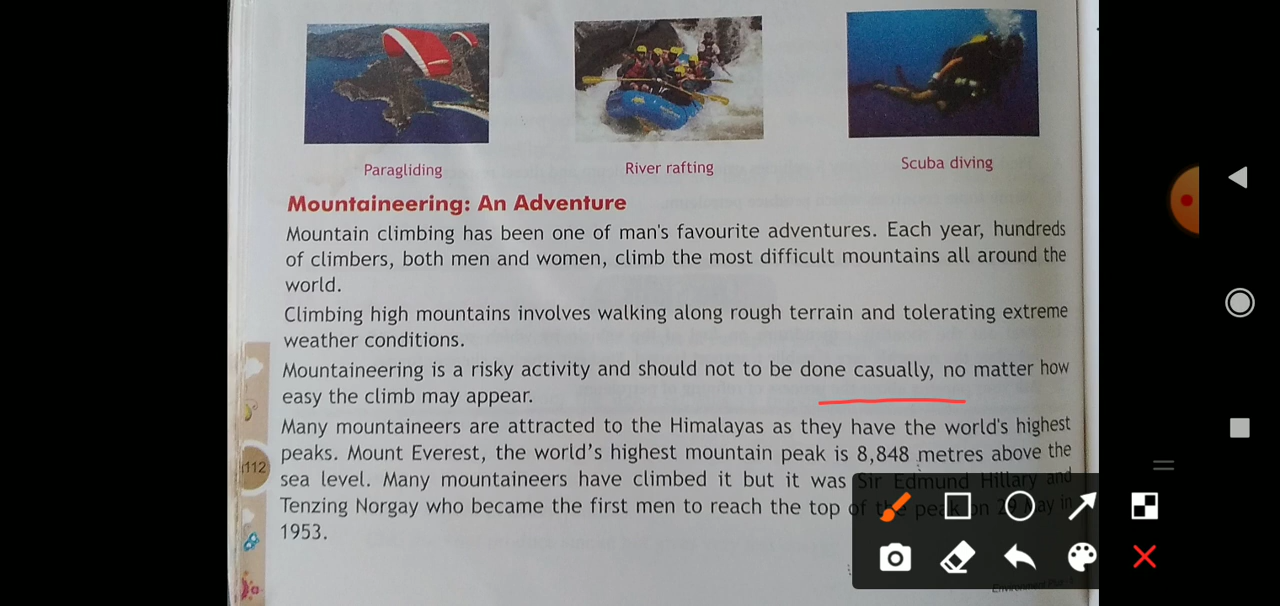 Paragliding
River rafting
Scuba diving
Mountaineering: An Adventure
Mountain climbing has been one of man's favourite adventures. Each year, hundreds
of climbers, both men and women, climb the most difficult mountains all around the
world.
Climbing high mountains involves walking along rough terrain and tolerating extreme
weather conditions.
Mountaineering is a risky activity and should not to be done casually, no matter how
easy the climb may appear.
Many mountaineers are attracted to the Himalayas as they have the world's highest
peaks. Mount Everest, the world's highest mountain peak is 8,848 metres above the
sea level. Many mountaineers have climbed it but it was Sir Edmund Hillary and
Tenzing Norgay who became the first men to reach the top of the peak on 29 May in
1953.
112